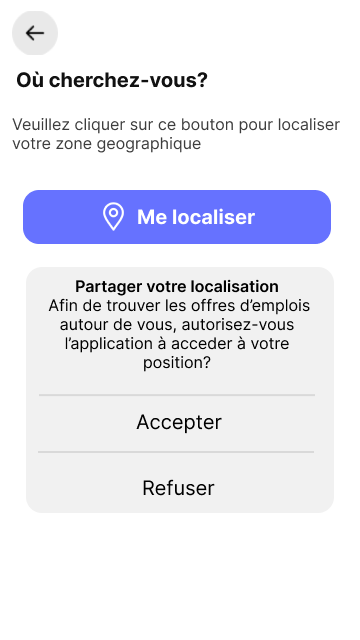 Où cherchez-vous?
Veuillez cliquer sur ce bouton pour localiser
votre zone geographique
Me localiser
Partager votre localisation
Afin de trouver les offres d’emplois
autour de vous, autorisez-vous
l’application à acceder à votre
position?
Accepter
Refuser